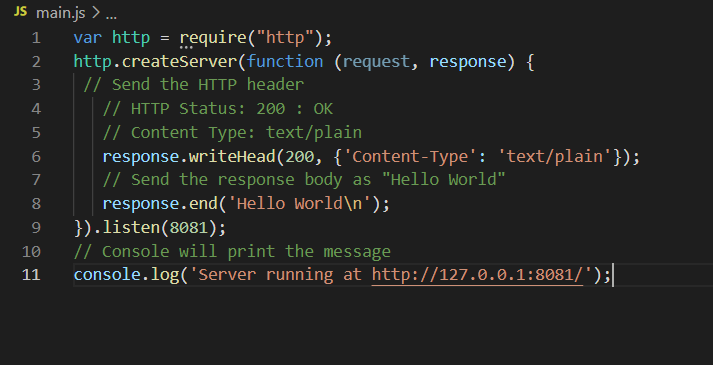 JS main.js > ...
1 var http = require("http");
2 http.createServer(function (request, response) {
3  // Send the HTTP header
4    // HTTP Status: 200 : OK
5    // Content Type: text/plain
6    response.writeHead(200, {'Content-Type': 'text/plain'});
7    // Send the response body as "Hello World"
8    response.end('Hello World\n');
9 }).listen(8081);
10 // Console will print the message
11 console.log('Server running at http://127.0.0.1:8081/');